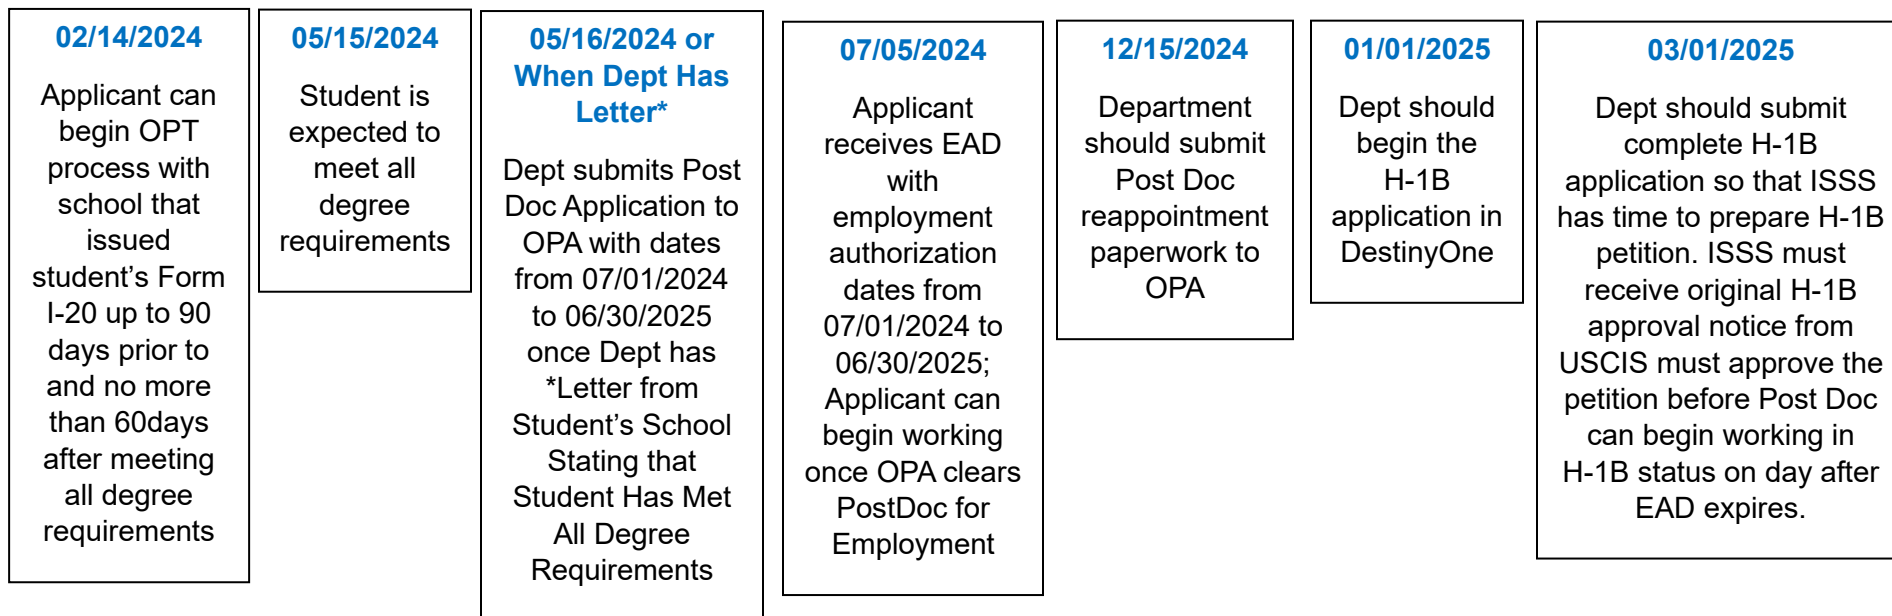 02/14/2024
Applicant can
begin OPT
process with
school that
issued
student’s Form
I-20 up to 90
days prior to
and no more
than 60days
after meeting
all degree
requirements
05/15/2024
Student is
expected to
meet all
degree
requirements
05/16/2024 or
When Dept Has
Letter*
Dept submits Post
Doc Application to
OPA with dates
from 07/01/2024
to 06/30/2025
once Dept has
*Letter from
Student’s School
Stating that
Student Has Met
All Degree
Requirements
07/05/2024
Applicant
receives EAD
with
employment
authorization
dates from
07/01/2024 to
06/30/2025;
Applicant can
begin working
once OPA clears
PostDoc for
Employment
12/15/2024
Department
should submit
Post Doc
reappointment
paperwork to
OPA
01/01/2025
Dept should
begin the
H-1B
application in
DestinyOne
03/01/2025
Dept should submit
complete H-1B
application so that ISSS
has time to prepare H-1B
petition. ISSS must
receive original H-1B
approval notice from
USCIS must approve the
petition before Post Doc
can begin working in
H-1B status on day after
EAD expires.